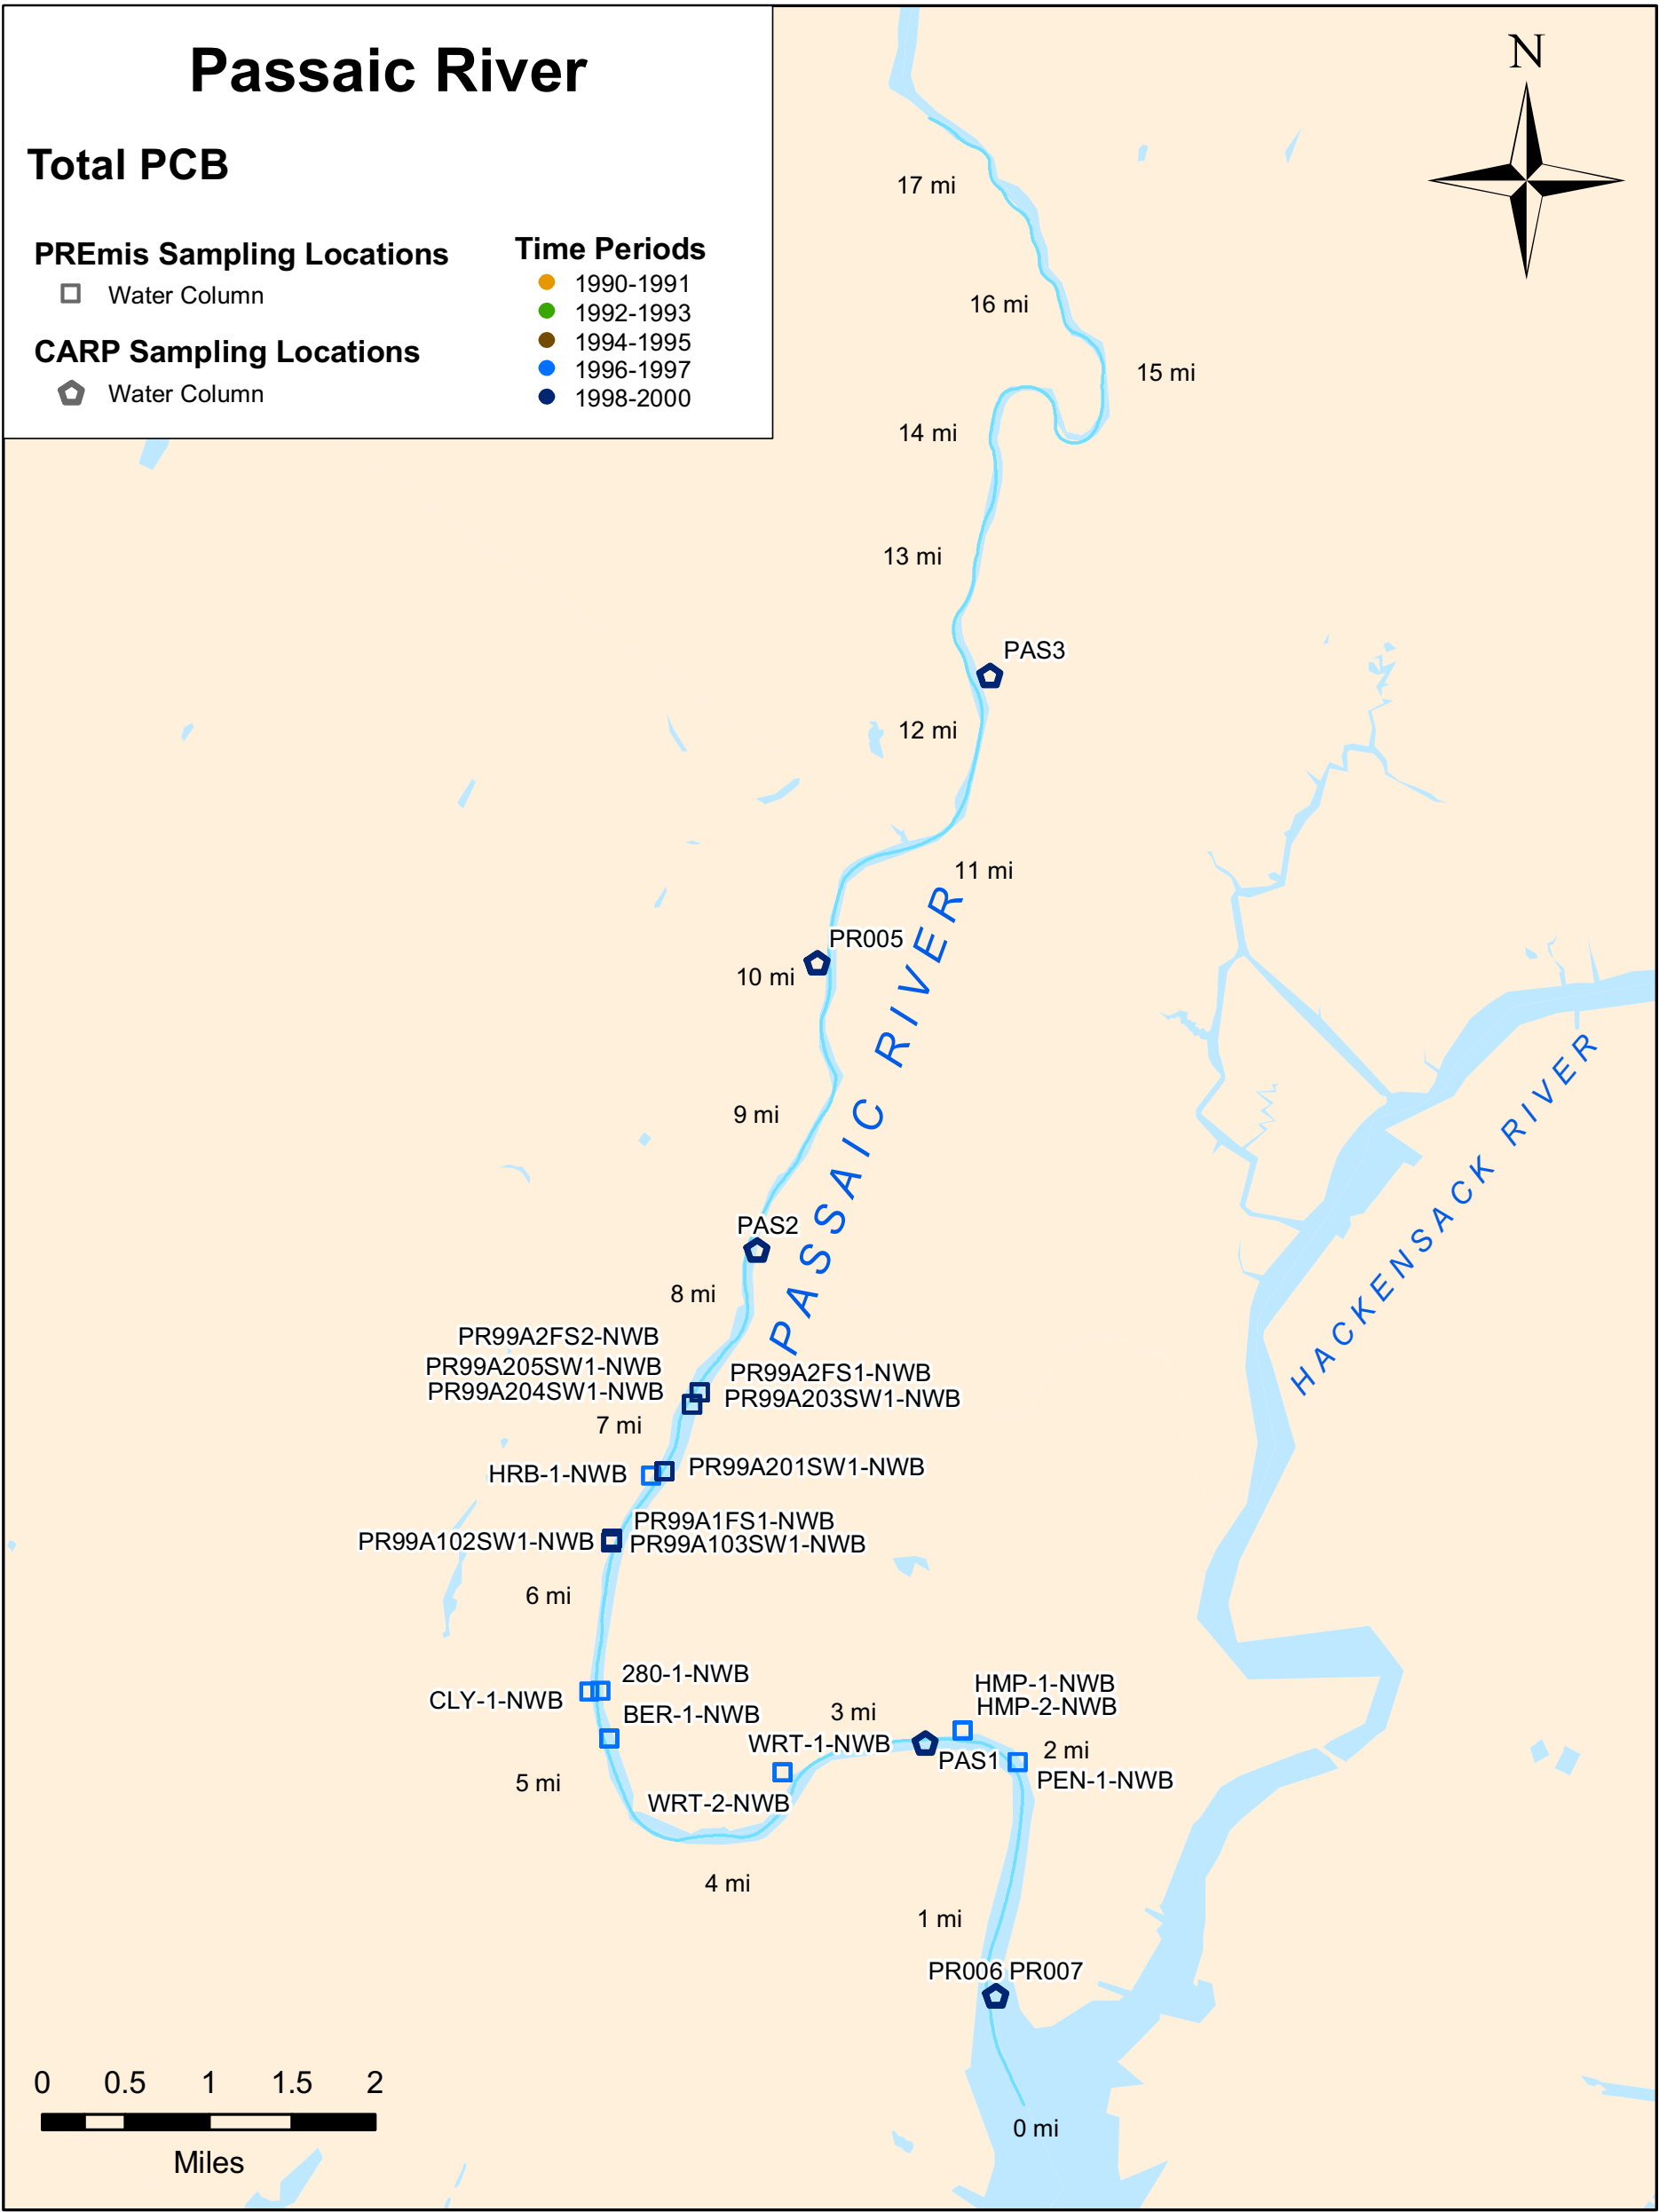 Passaic River
Total PCB
PREmis Sampling Locations
Water Column
CARP Sampling Locations
Water Column
Time Periods
1990-1991
1992-1993
1994-1995
1996-1997
1998-2000
N
17 mi
16 mi
15 mi
14 mi
13 mi
PAS3
12 mi
11 mi
PR005
10 mi
PASSAIC RIVER
HACKENSACK RIVER
9 mi
PAS2
8 mi
PR99A2FS2-NWB
PR99A205SW1-NWB
PR99A2FS1-NWB
PR99A204SW1-NWB
PR99A203SW1-NWB
7 mi
HRB-1-NWB
PR99A201SW1-NWB
PR99A1FS1-NWB
PR99A102SW1-NWB
PR99A103SW1-NWB
6 mi
280-1-NWB
CLY-1-NWB
BER-1-NWB
HMP-1-NWB
HMP-2-NWB
3 mi
WRT-1-NWB
PAS1
2 mi
PEN-1-NWB
5 mi
WRT-2-NWB
4 mi
1 mi
PR006 PR007
0 mi
0 0.5 1 1.5 2
Miles